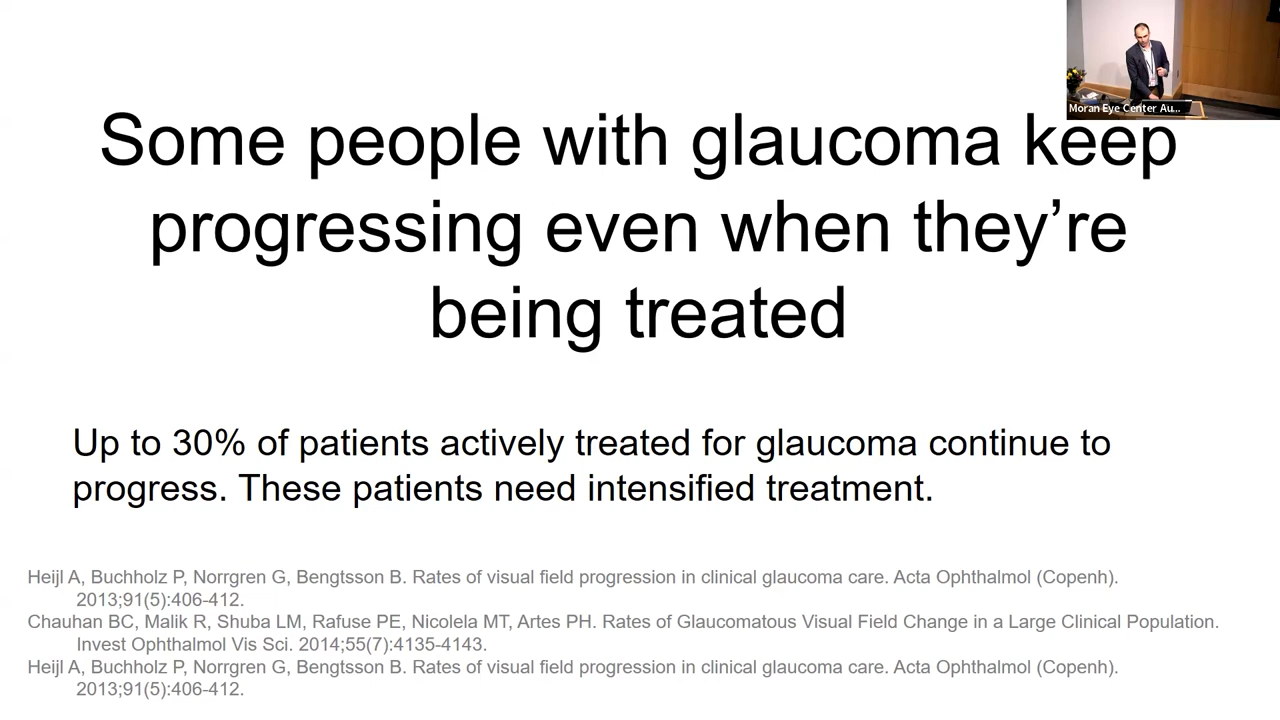 Moran Eye Center Au...
Some people with glaucoma keep
progressing even when they’re
being treated
Up to 30% of patients actively treated for glaucoma continue to
progress. These patients need intensified treatment.
Heijl A, Buchholz P, Norrgren G, Bengtsson B. Rates of visual field progression in clinical glaucoma care. Acta Ophthalmol (Copenh).
2013;91(5):406-412.
Chauhan BC, Malik R, Shuba LM, Rafuse PE, Nicolela MT, Artes PH. Rates of Glaucomatous Visual Field Change in a Large Clinical Population.
Invest Ophthalmol Vis Sci. 2014;55(7):4135-4143.
Heijl A, Buchholz P, Norrgren G, Bengtsson B. Rates of visual field progression in clinical glaucoma care. Acta Ophthalmol (Copenh).
2013;91(5):406-412.